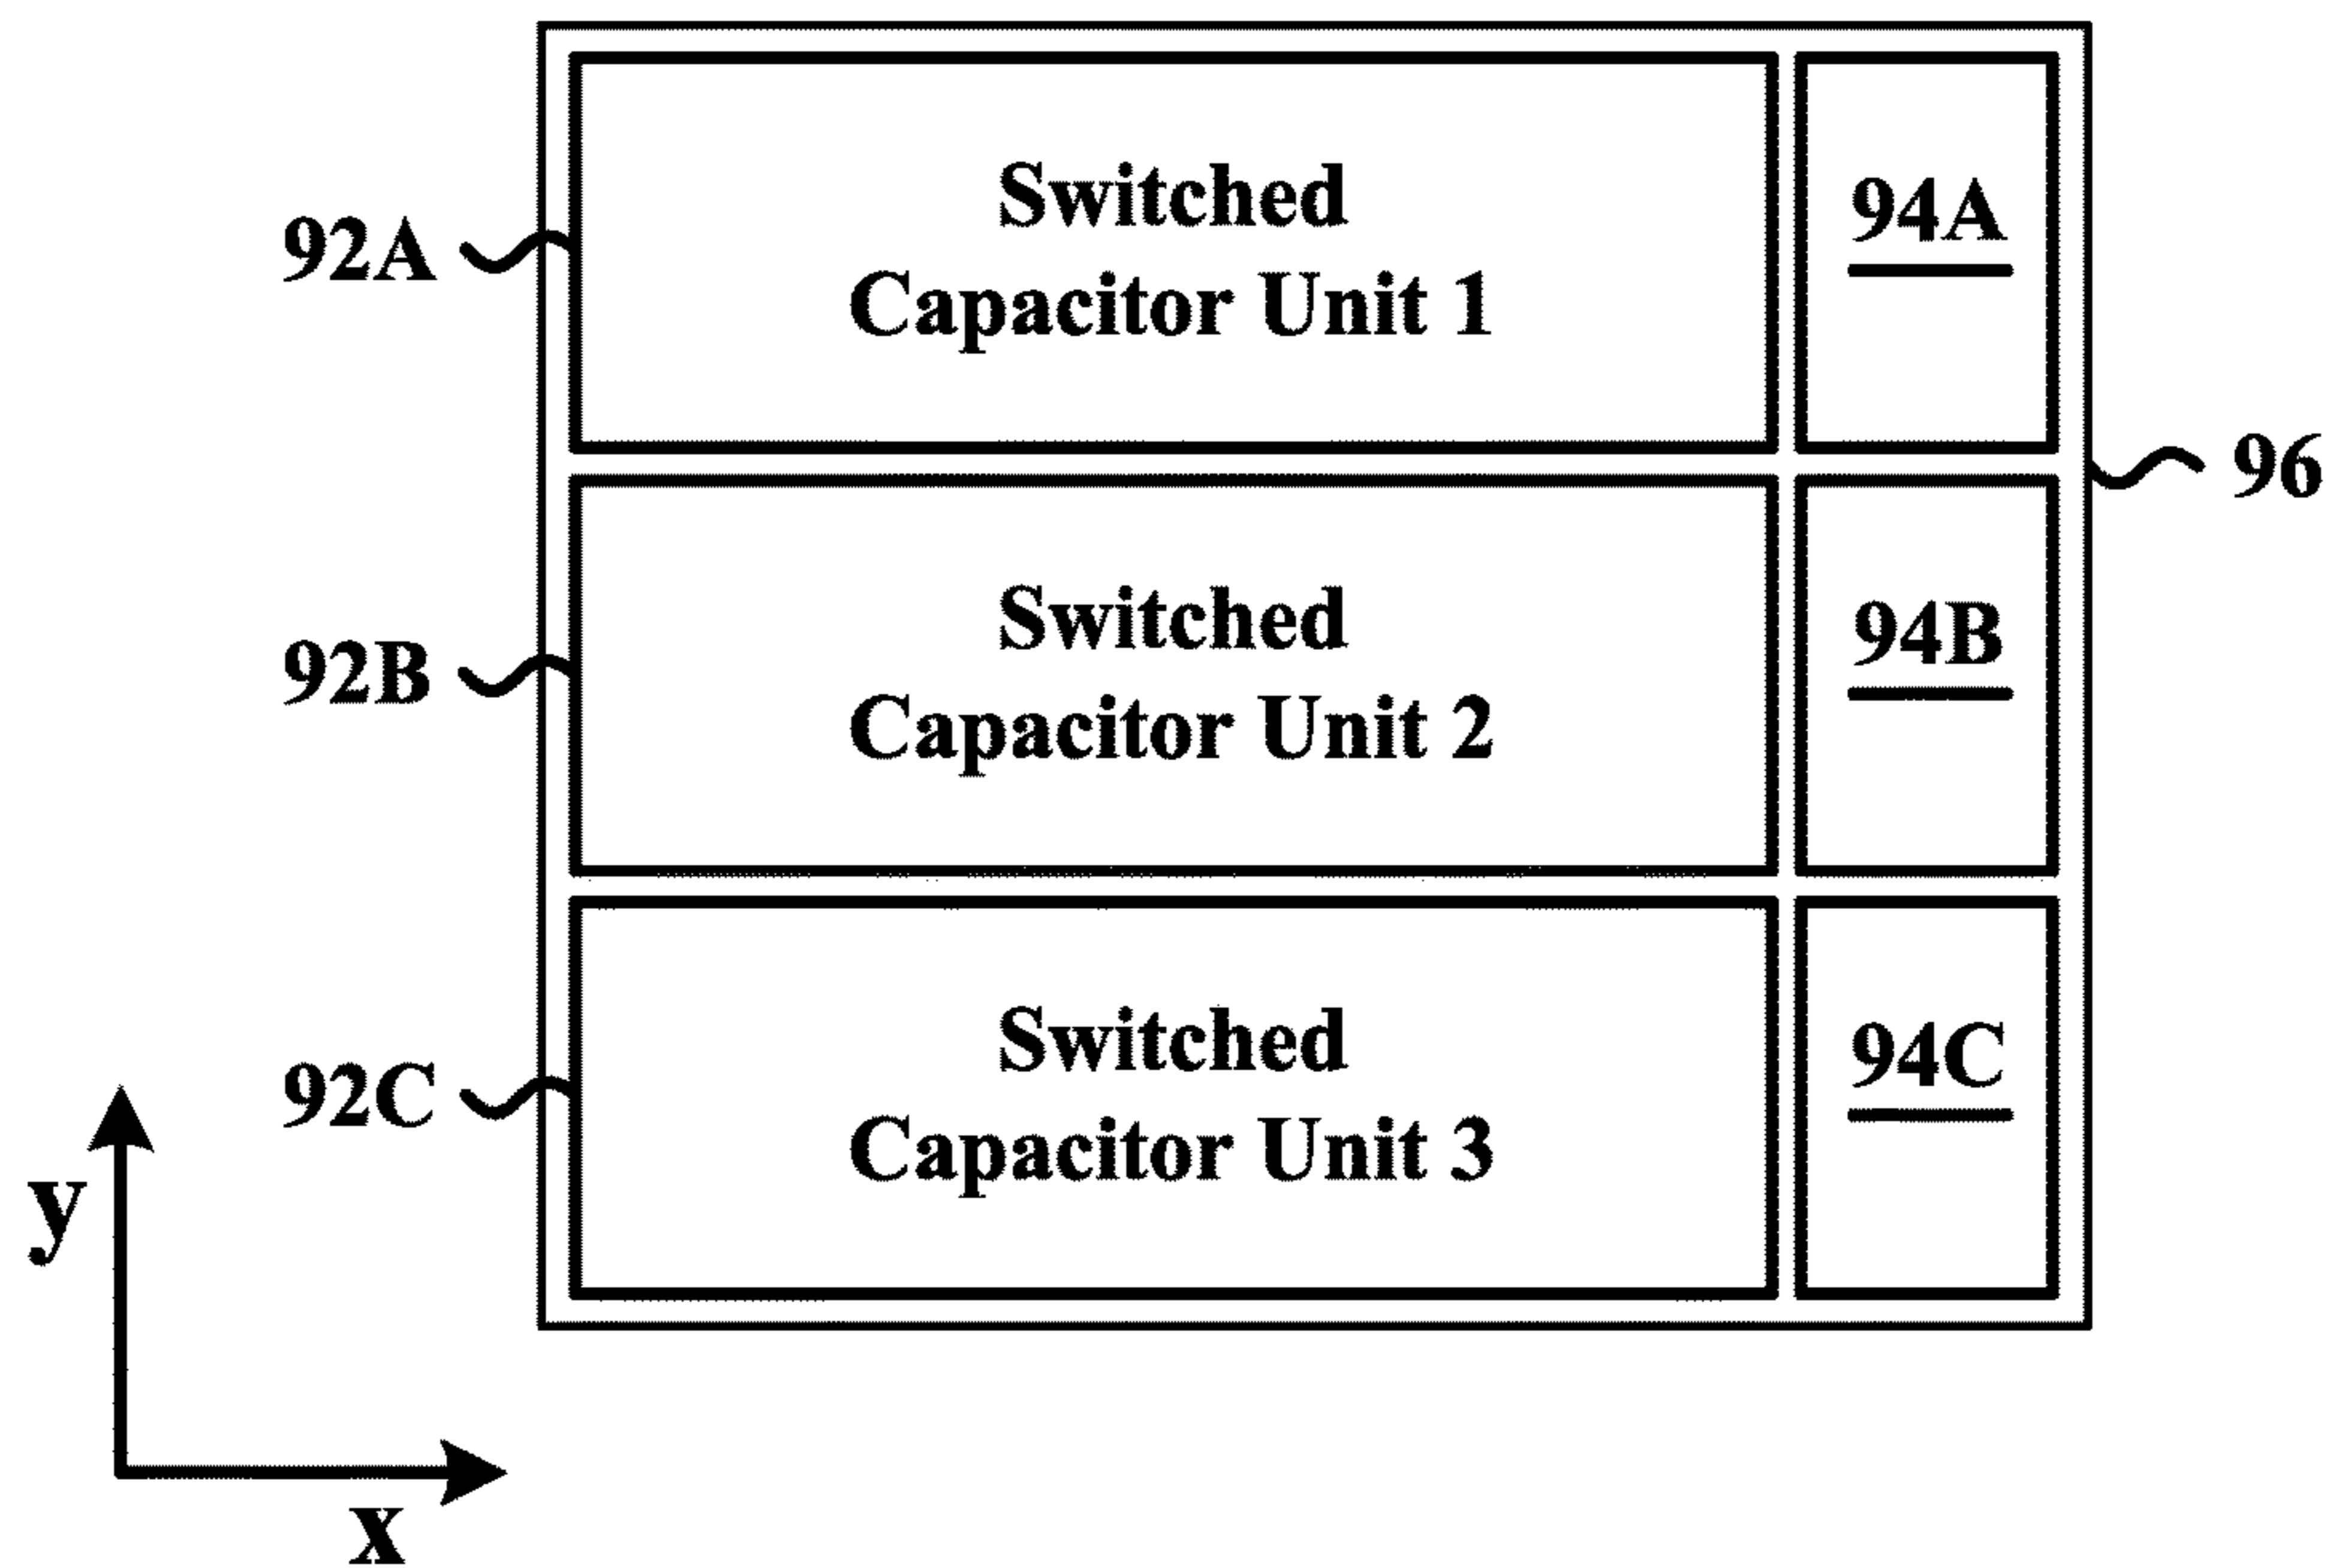 Switched
Capacitor Unit 1
94A
92A
96
Switched
Capacitor Unit 2
94B
92B
Switched
Capacitor Unit 3
94C
92C
y
x